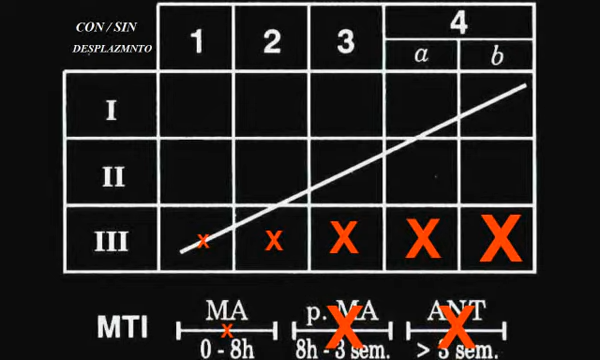 CON / SIN
DESPLAZMNTO
1 2 3 4
a b
I
II
III x x X X X
MTI
MA p. MA ANT
x X X
0 - 8h 8h - 3 sem. > 3 sem.